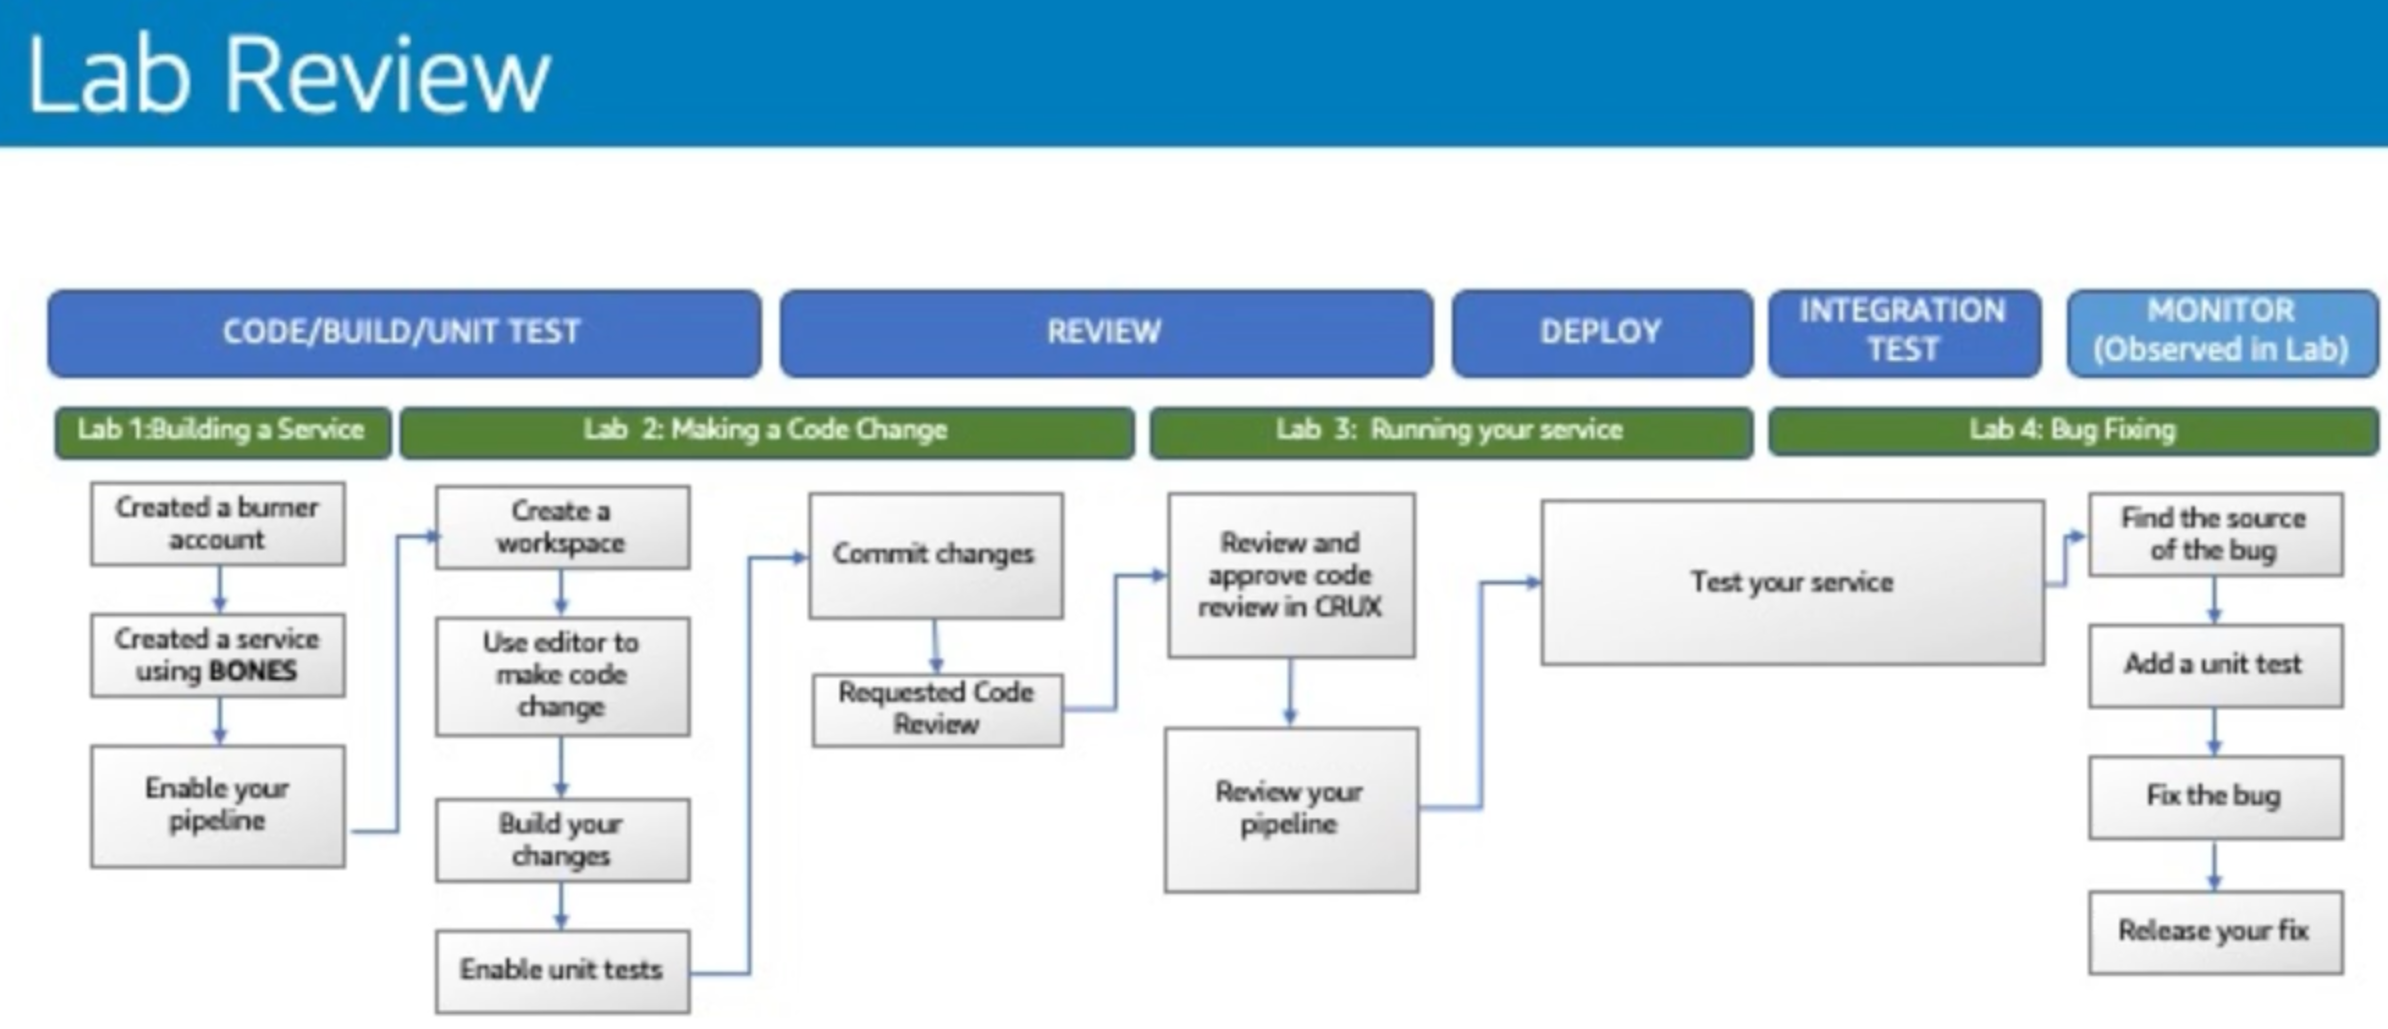 Lab Review
CODE/BUILD/UNIT TEST
REVIEW
DEPLOY
INTEGRATION
TEST
MONITOR
(Observed in Lab)
Lab 1:Building a Service
Lab 2: Making a Code Change
Lab 3: Running your service
Lab 4: Bug Fixing
Created a burner
account
Created a service
using BONES
Enable your
pipeline
Create a
workspace
Use editor to
make code
change
Build your
changes
Enable unit tests
Commit changes
Requested Code
Review
Review and
approve code
review in CRUX
Review your
pipeline
Test your service
Find the source
of the bug
Add a unit test
Fix the bug
Release your fix